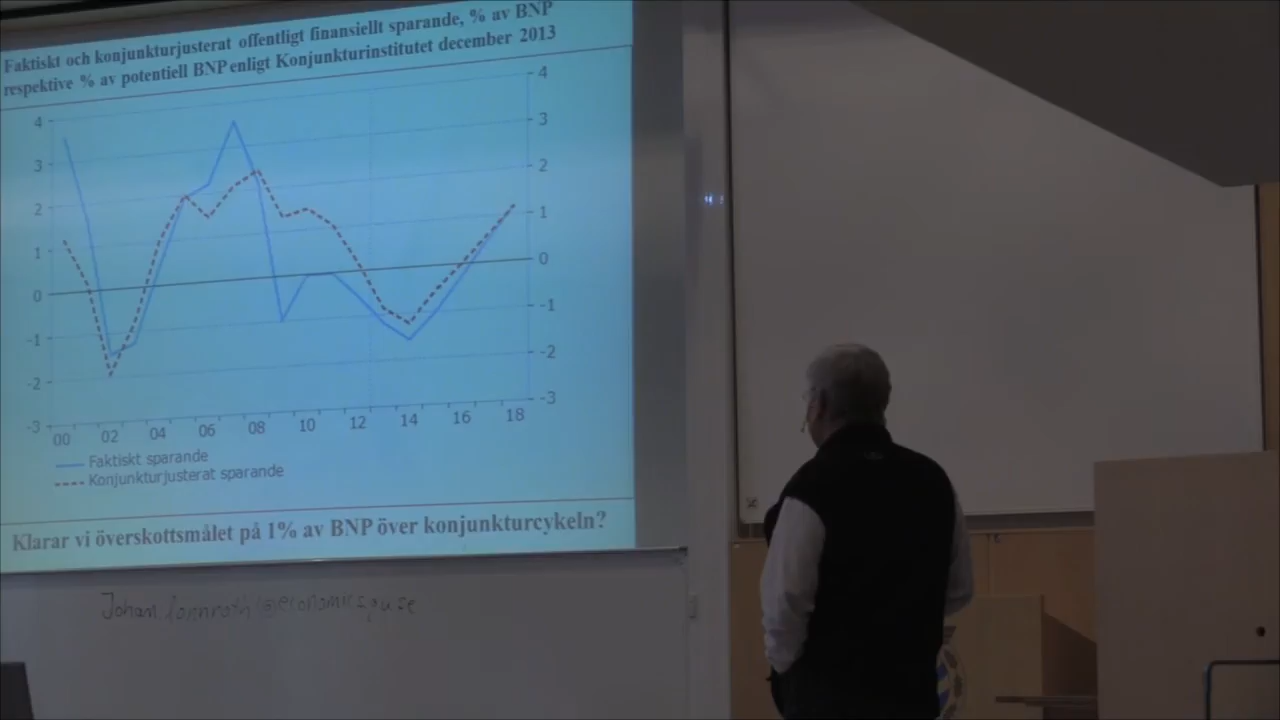 Faktiskt och konjunkturjusterat offentligt finansiellt sparande, % av BNP
respektive % av potentiell BNP enligt Konjunkturinstitutet december 2013
4 4
3 3
2 2
1 1
0 0
-1 -1
-2 -2
-3 -3
00 02 04 06 08 10 12 14 16 18
Faktiskt sparande
Konjunkturjusterat sparande
Klarar vi överskottsmålet på 1% av BNP över konjunkturcykeln?
Johan